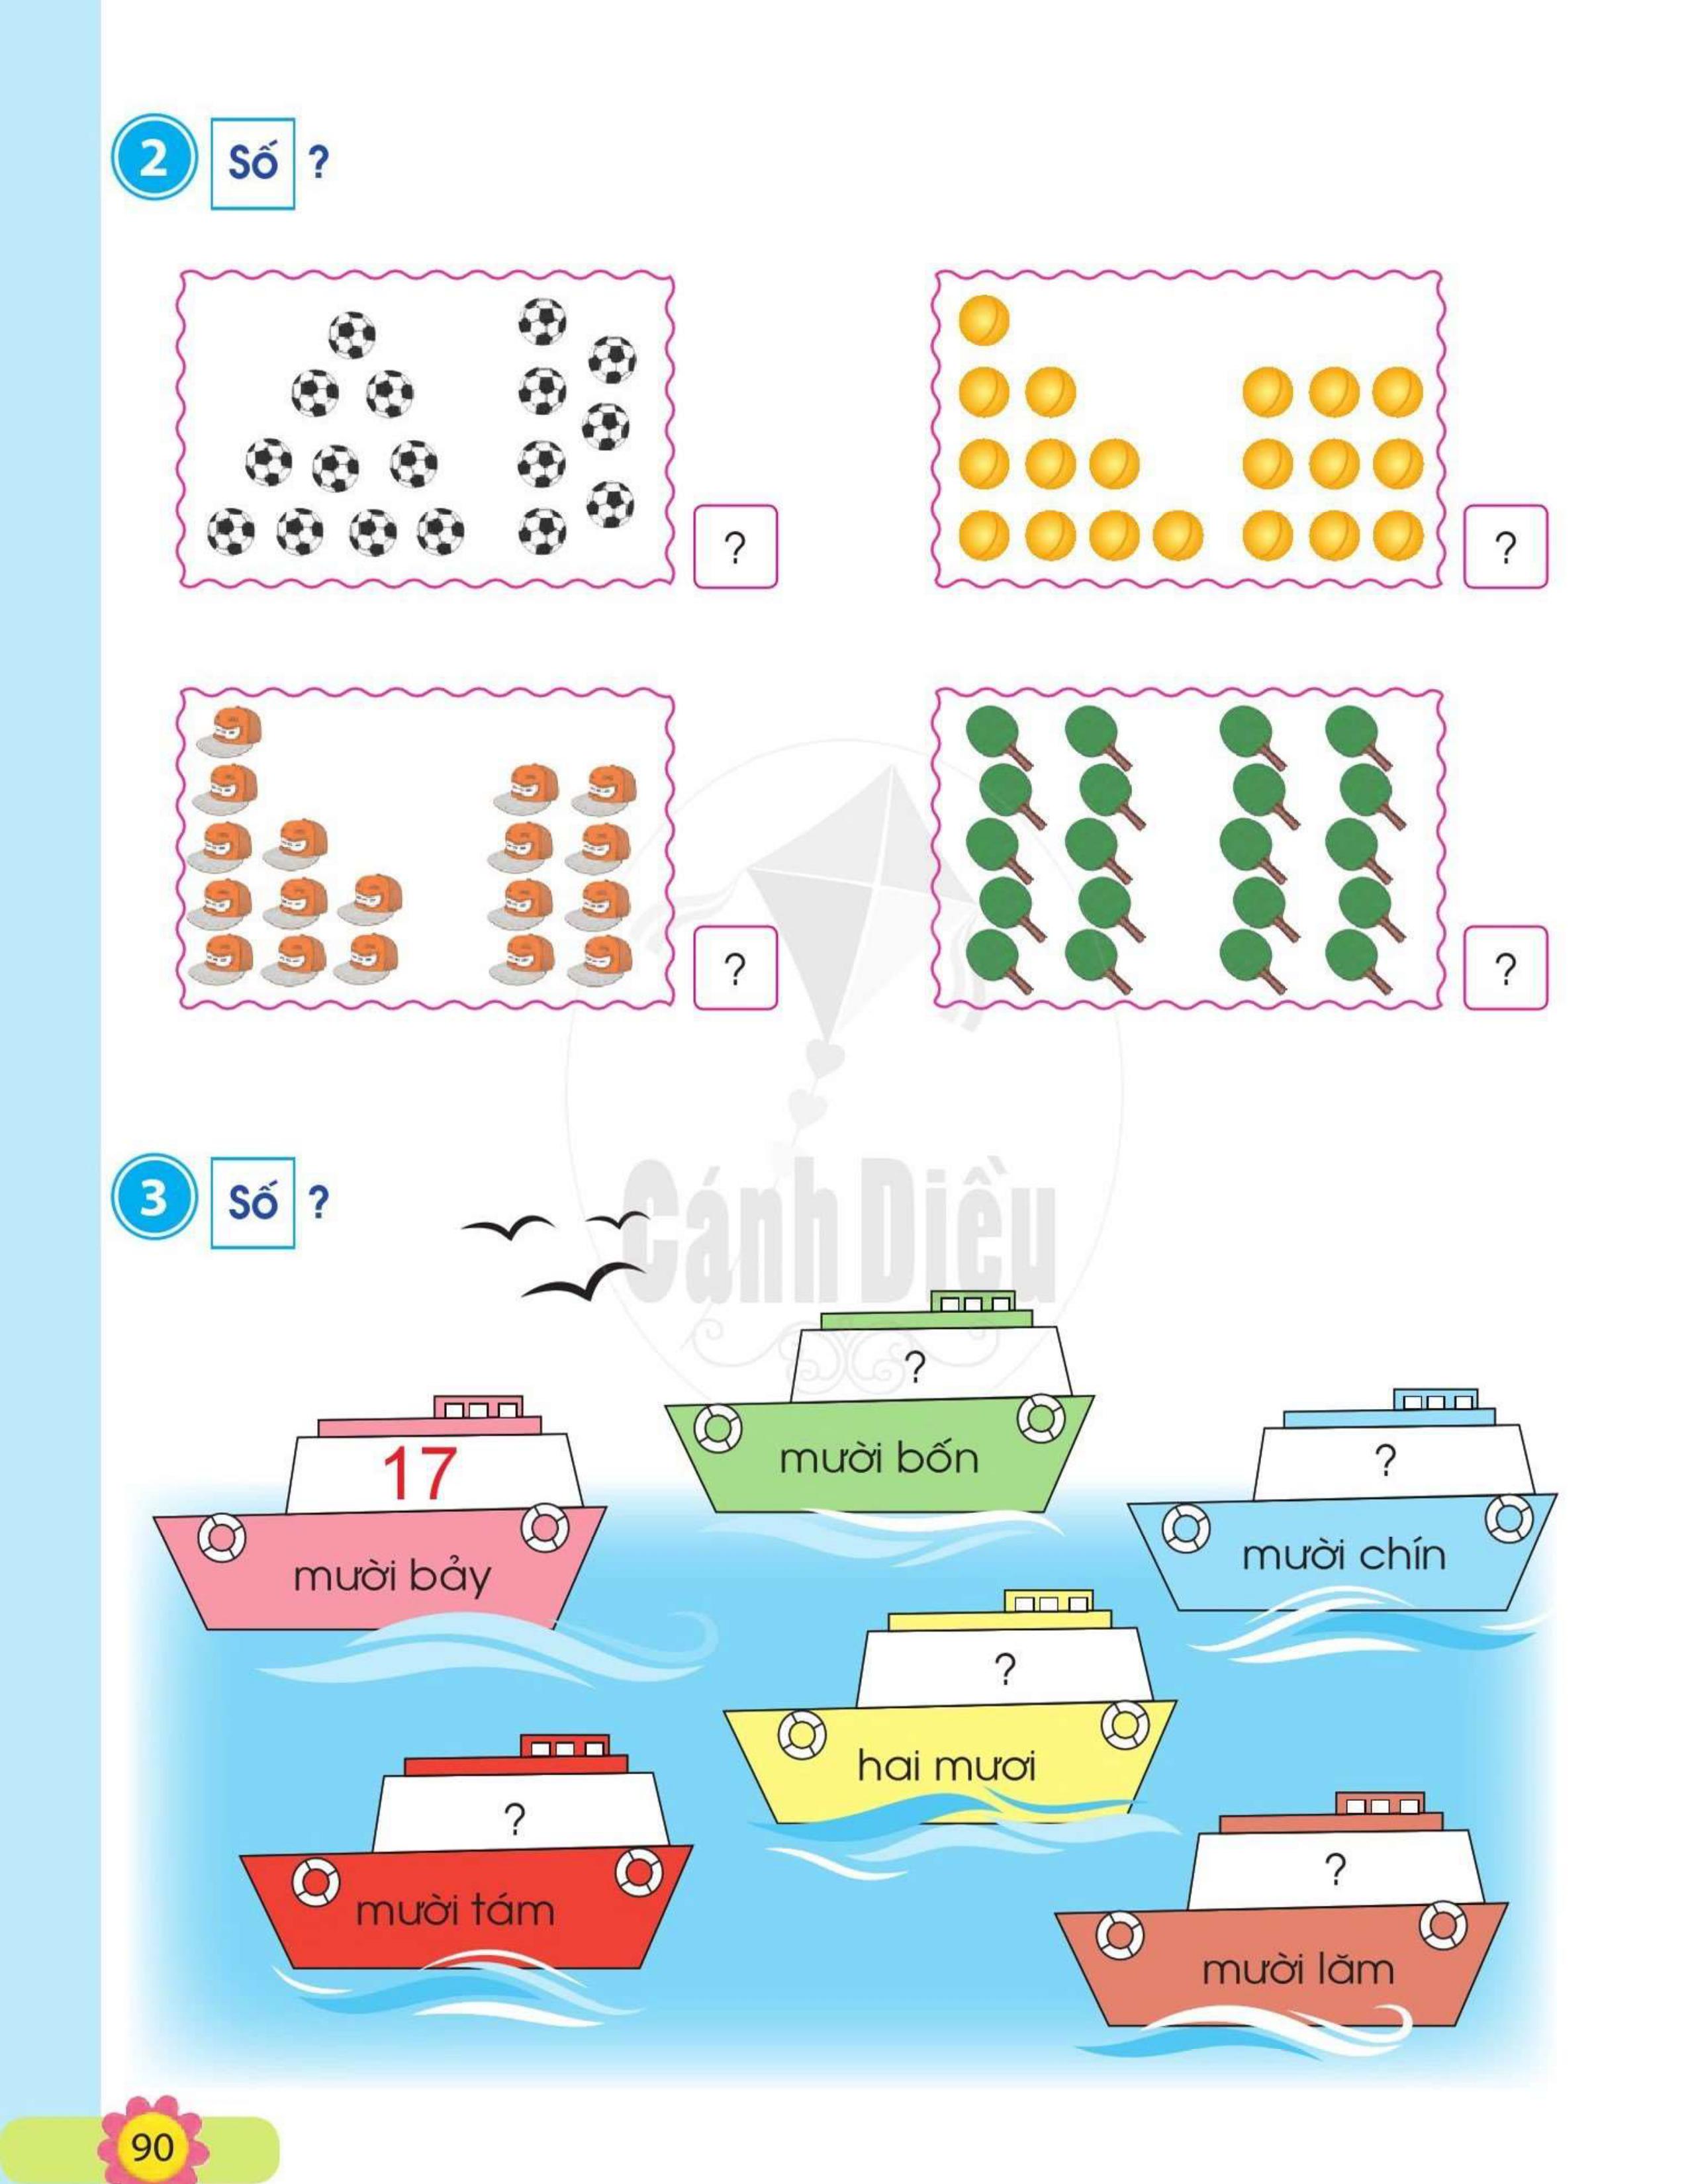 2 Số ?
?
?
?
?
Cánh Diều
3 Số ?
?
mười bốn
17
mười bảy
?
mười chín
?
hai mươi
?
mười tám
?
mười lăm
90